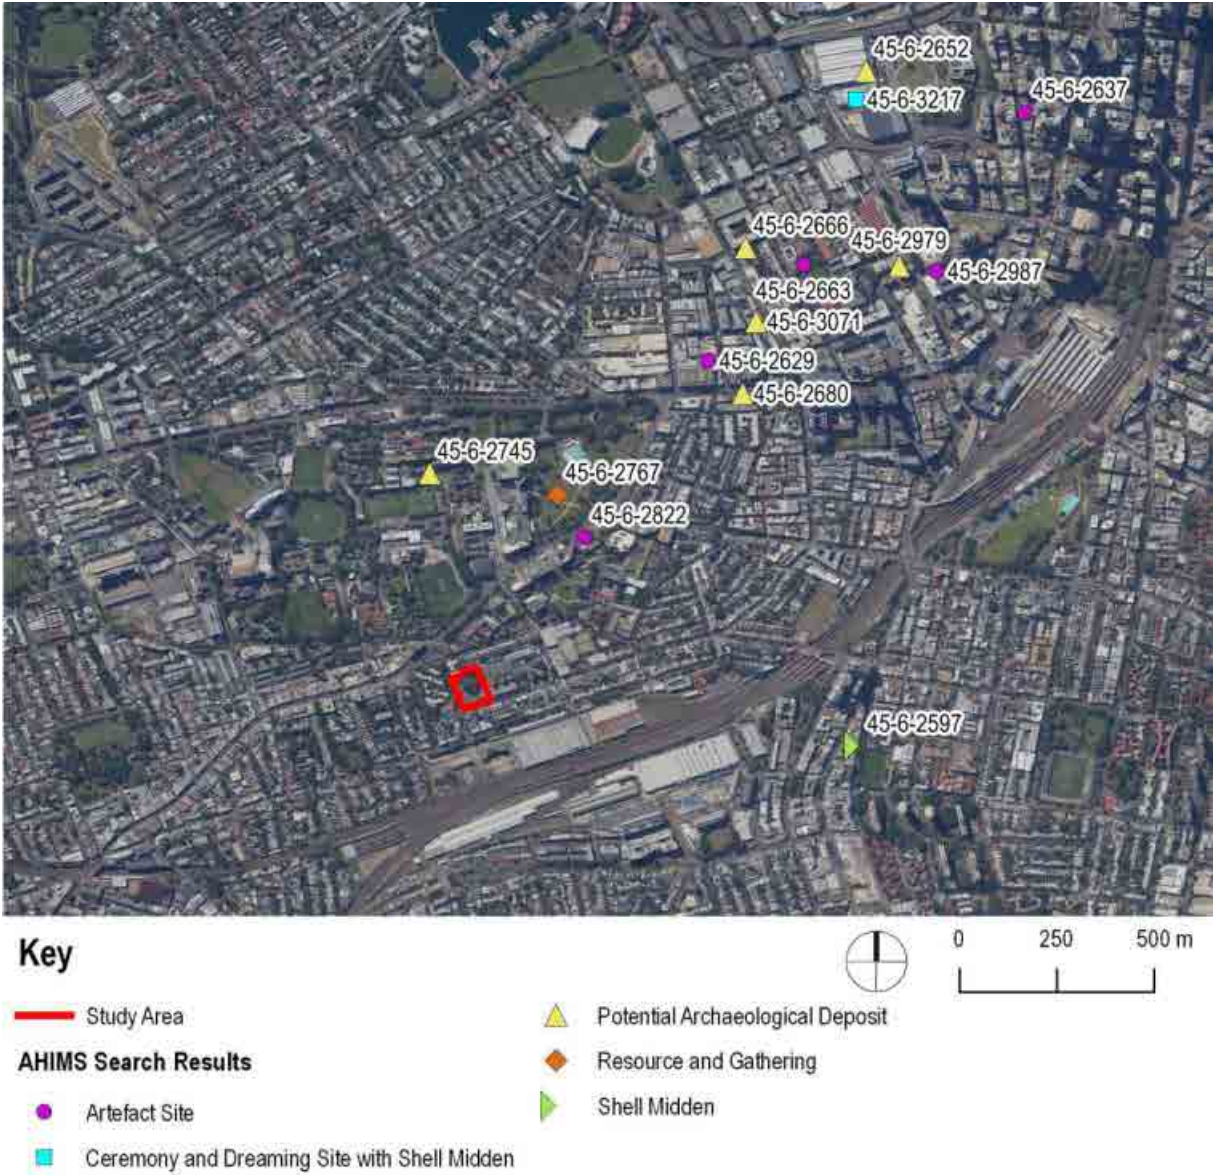 45-6-2652
45-6-3217
45-6-2637
45-6-2666
45-6-2979
45-6-2987
45-6-2663
45-6-3071
45-6-2629
45-6-2680
45-6-2745
45-6-2767
45-6-2822
45-6-2597
Key
0 250 500 m
Study Area
AHIMS Search Results
Artefact Site
Ceremony and Dreaming Site with Shell Midden
Potential Archaeological Deposit
Resource and Gathering
Shell Midden